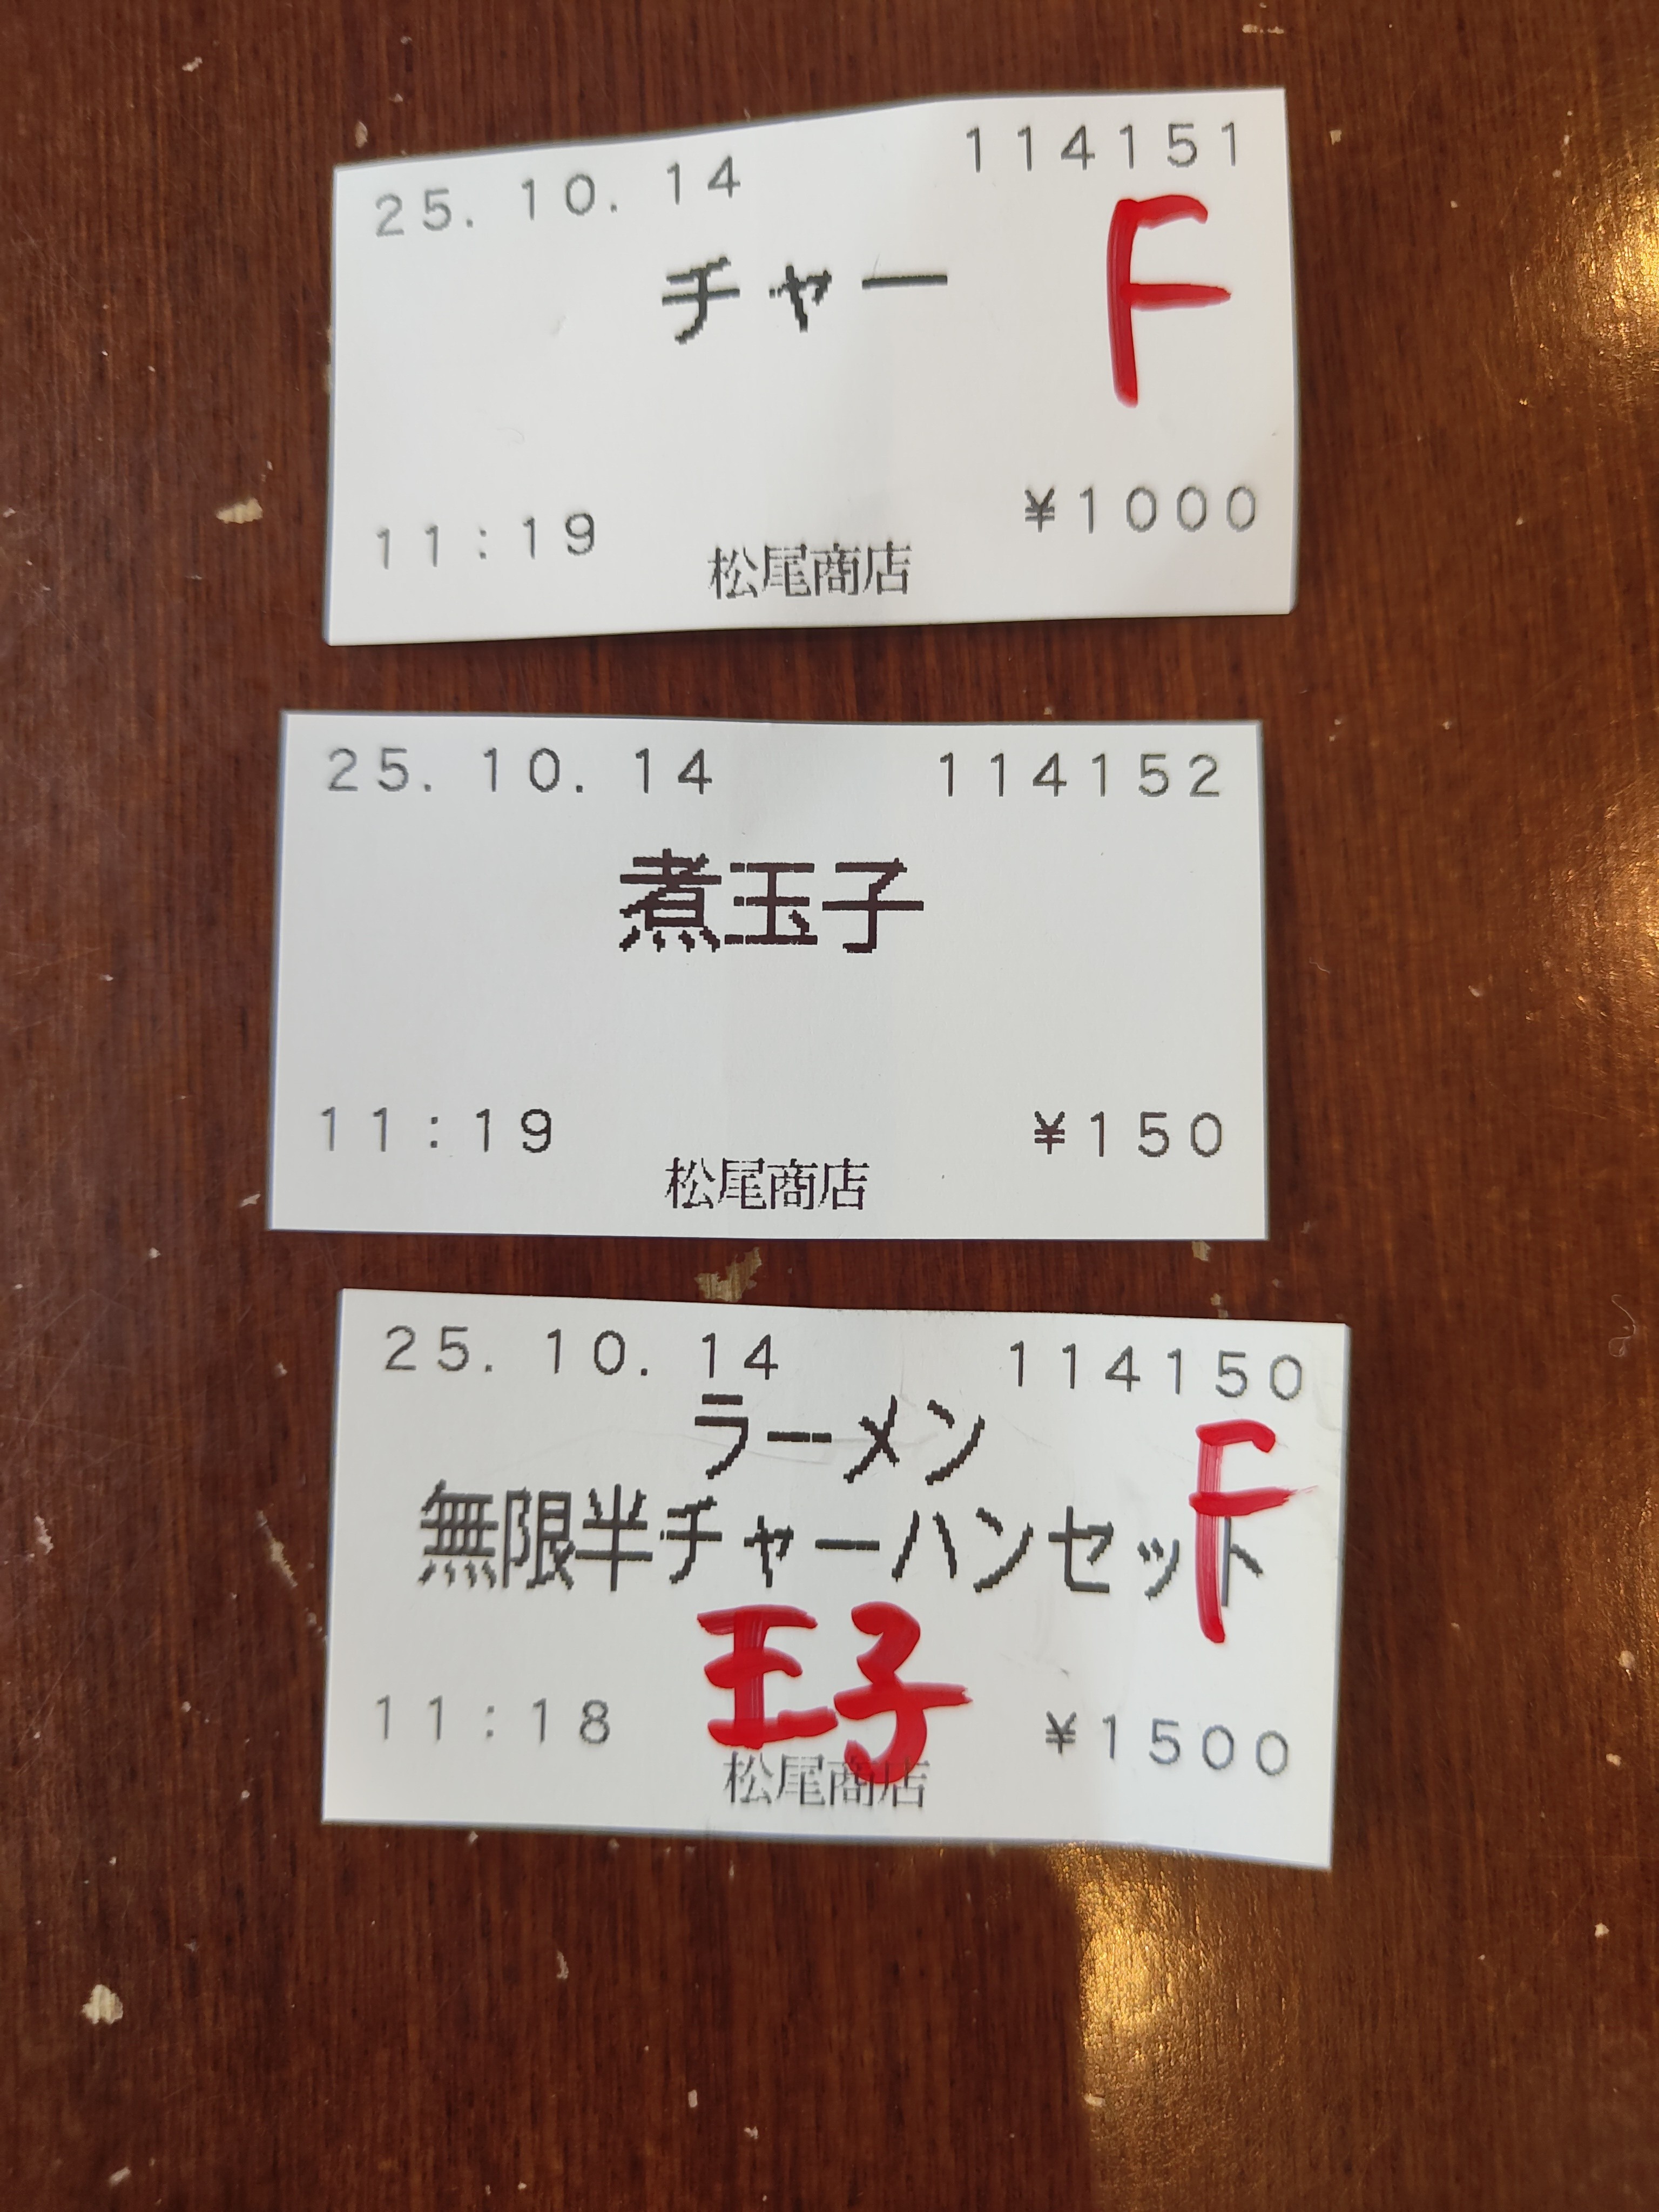 25.10.14 114151
チャー F
11:19 ¥1000
松尾商店
25.10.14 114152
煮玉子
11:19 ¥150
松尾商店
25.10.14 114150
ラーメン
無限半チャーハンセット F
王子
11:18 ¥1500
松尾商店